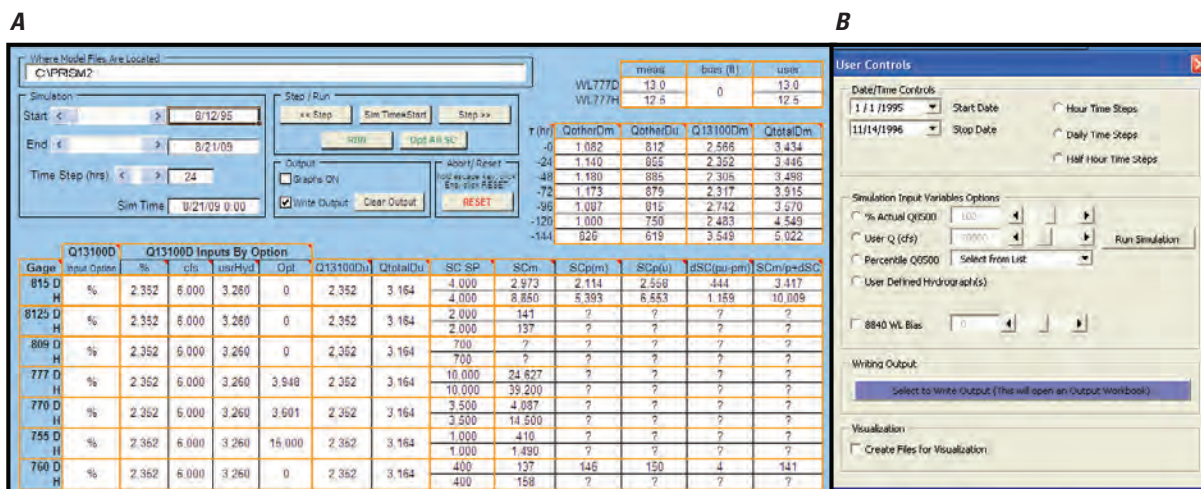 A
B
Where Model Files Are Located
C:\PRISM2
meas bias (ft) user
WL777D 13.0 0 13.0
WL777H 12.5 12.5
Simulation
Start 8/12/95
End 8/21/09
Time Step (hrs) 24
Sim Time 8/21/09 0:00
Step / Run
<< Step Sim Time=Start Step >>
RUN Opt All SC
Output
Graphs ON
Write Output Clear Output
Abort / Reset
hold escape key, click
End, click RESET
RESET
τ (hr) QotherDm QotherDu Q13100Dm QtotalDm
-0 1.082 812 2.566 3.434
-24 1.140 855 2.352 3.446
-48 1.180 885 2.305 3.498
-72 1.173 879 2.317 3.915
-96 1.087 815 2.742 3.570
-120 1.000 750 2.483 4.549
-144 826 619 3.549 5.022
Q13100D Q13100D Inputs By Option
Gage Input Option % cfs usrHyd Opt Q13100Du QtotalDu SC SP SCm SCp(m) SCp(u) dSC(pu-pm) SCm/p+dSC
815 D % 2.352 6.000 3.260 0 2.352 3.164 4.000 2.973 2.114 2.558 444 3.417
H 4.000 8.850 5.393 6.553 1.159 10,009
8125 D % 2.352 6.000 3.260 0 2.352 3.164 2.000 141 ? ? ? ?
H 2.000 137 ? ? ? ?
809 D % 2.352 6.000 3.260 0 2.352 3.164 700 ? ? ? ? ?
H 700 ? ? ? ? ?
777 D % 2.352 6.000 3.260 3.948 2.352 3.164 10.000 24.627 ? ? ? ?
H 10.000 39.200 ? ? ? ?
770 D % 2.352 6.000 3.260 3.601 2.352 3.164 3.500 4.087 ? ? ? ?
H 3.500 14.500 ? ? ? ?
755 D % 2.352 6.000 3.260 15.000 2.352 3.164 1.000 410 ? ? ? ?
H 1.000 1.490 ? ? ? ?
760 D % 2.352 6.000 3.260 0 2.352 3.164 400 137 146 150 4 141
H 400 158 ? ? ? ?
User Controls
Date/Time Controls
1 / 1 /1995 Start Date Hour Time Steps
11/14/1996 Stop Date Daily Time Steps
Half Hour Time Steps
Simulation Input Variables Options
% Actual Q8500 100
User Q (cfs) Run Simulation
Percentile Q8500 Select from List
User Defined Hydrograph(s)
8840 WL Bias 0
Writing Output
Select to Write Output (This will open an Output Workbook)
Visualization
Create Files for Visualization